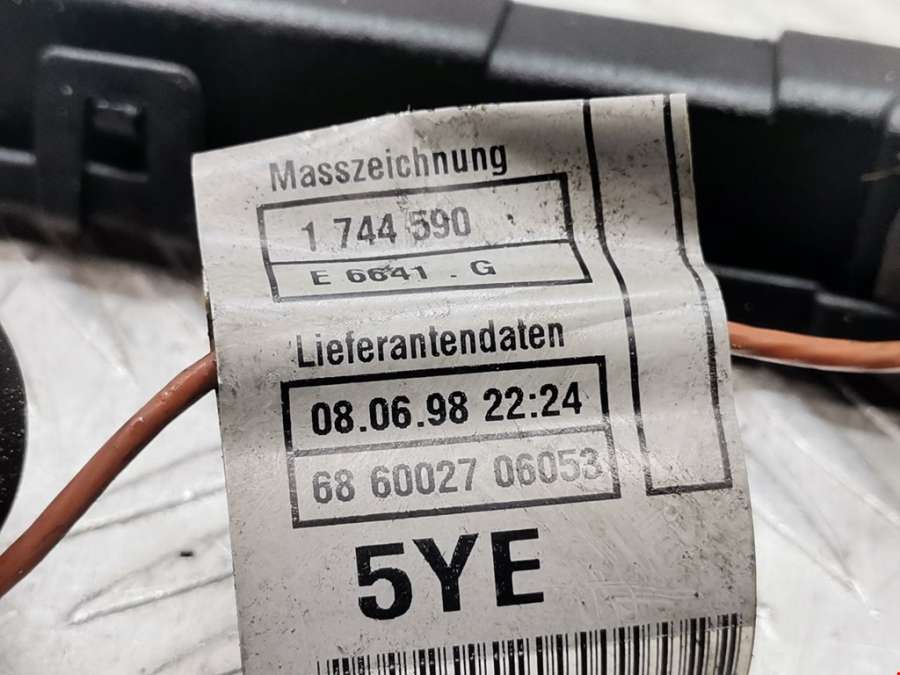 Masszeichnung
1 744 590
E 6641 . G
Lieferantendaten
08.06.98 22:24
68 60027 06053
5YE